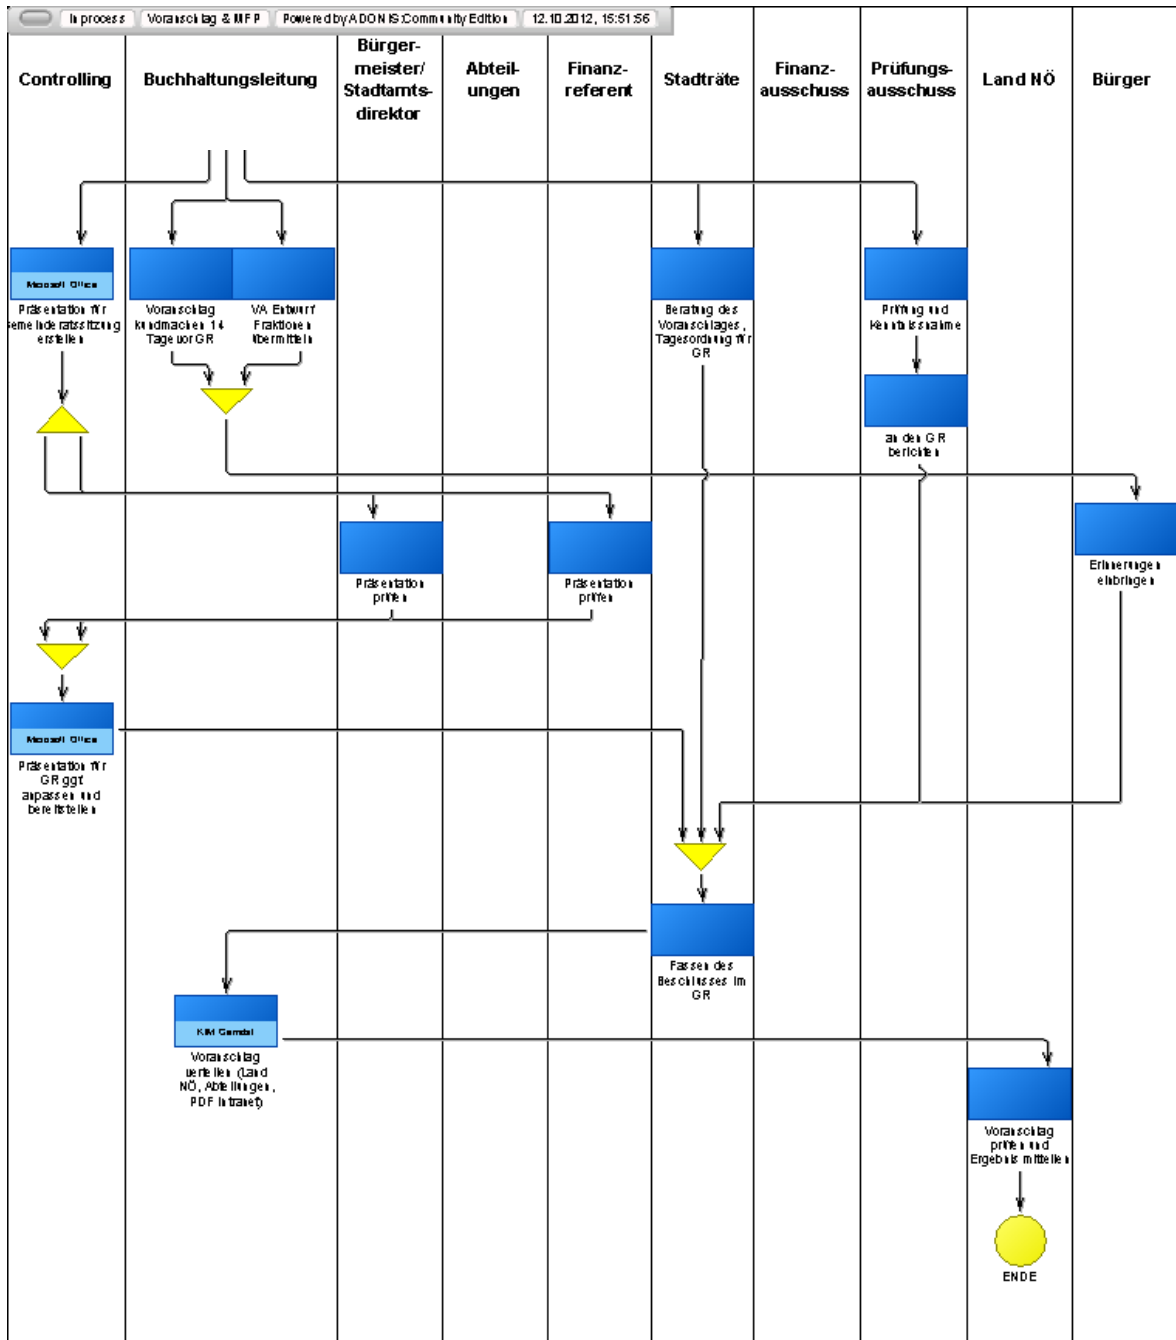 In process Voranschlag & MFP Powered by ADONIS:Community Edition 12.10.2012, 15:51:56
Controlling
Buchhaltungsleitung
Bürger-
meister/
Stadtamts-
direktor
Abteil-
ungen
Finanz-
referent
Stadträte
Finanz-
ausschuss
Prüfungs-
ausschuss
Land NÖ
Bürger
Microsoft Office
Präsentation für
emeinderatssitzung
erstellen
Voranschlag
kundmachen 14
Tage vor GR
VA Entwurf
Fraktionen
übermitteln
Beratung des
Voranschlages,
Tagesordnung für
GR
Prüfung und
Kenntnisnahme
an den GR
berichten
Präsentation
prüfen
Präsentation
prüfen
Erinnerungen
einbringen
Microsoft Office
Präsentation für
GR ggf.
anpassen und
bereitstellen
Fassen des
Beschlusses im
GR
KIM Gemdat
Voranschlag
verteilen (Land
NÖ, Abteilungen,
PDF Intranet)
Voranschlag
prüfen und
Ergebnis mitteilen
ENDE